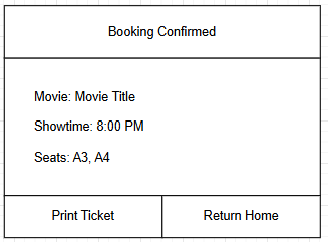 Booking Confirmed
Movie: Movie Title
Showtime: 8:00 PM
Seats: A3, A4
Print Ticket
Return Home